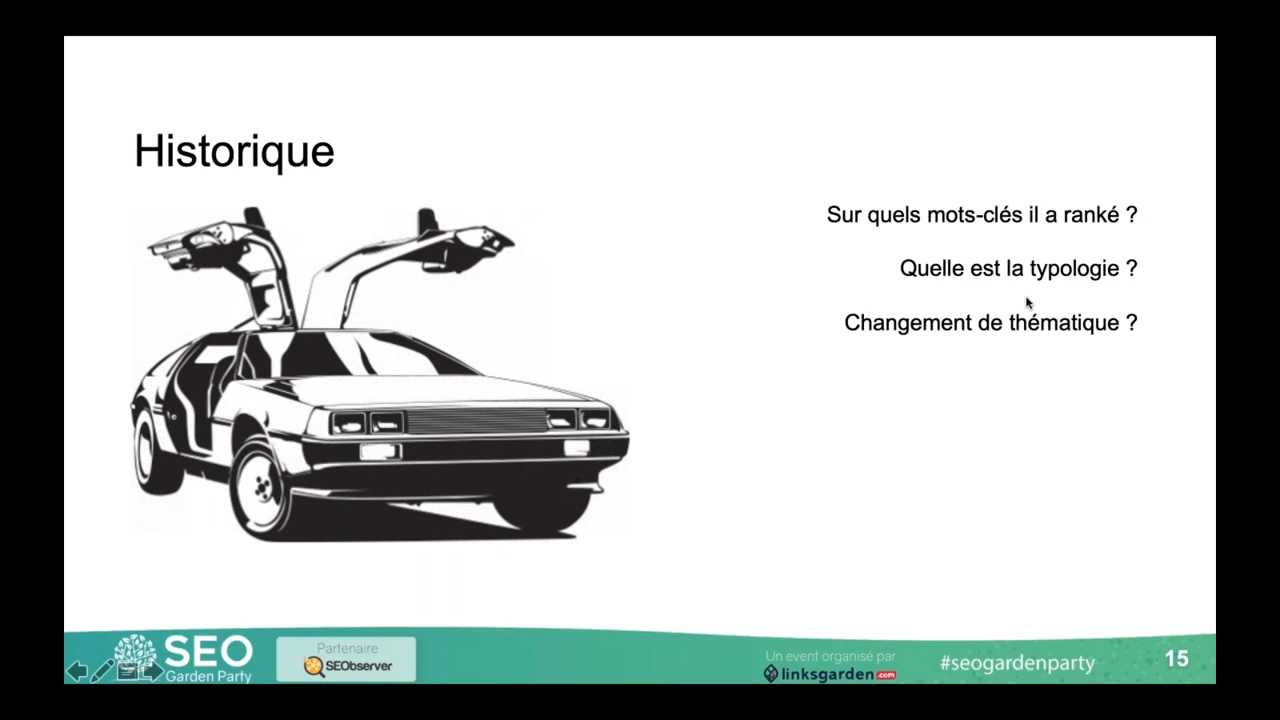 Historique
Sur quels mots-clés il a ranké ?
Quelle est la typologie ?
Changement de thématique ?
SEO
Garden Party
Partenaire
SEObserver
Un event organisé par
linksgarden.com
#seogardenparty
15